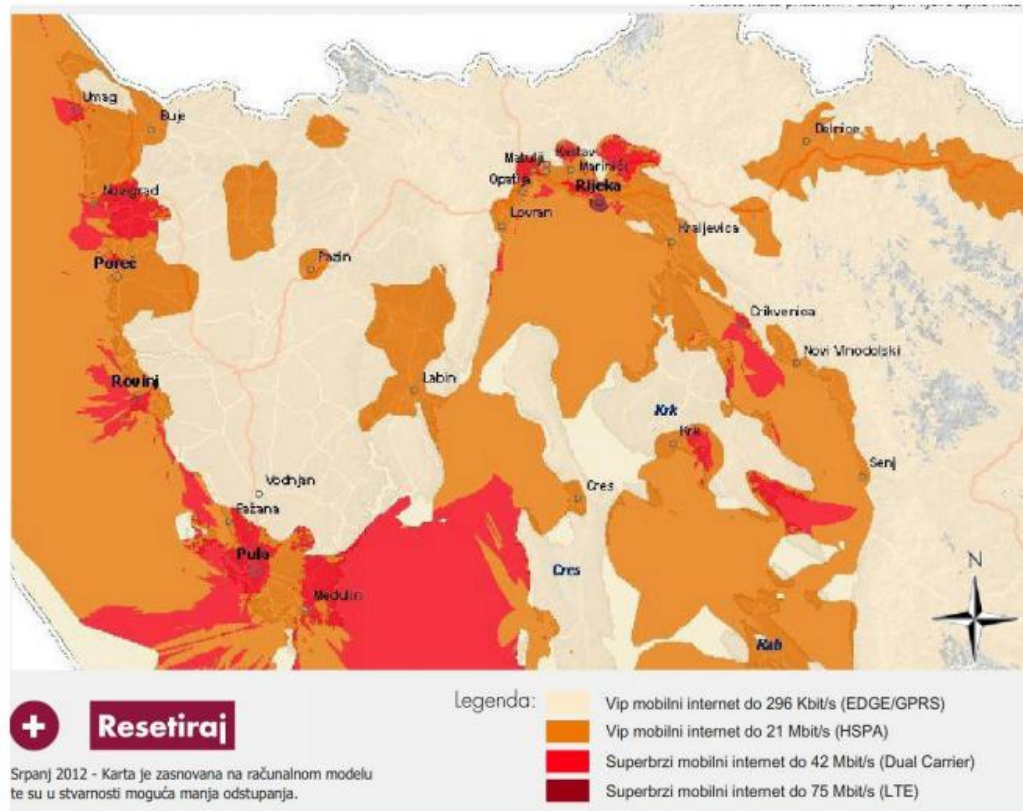 Umag
Buje
Delnice
Matulji
Kastav
Marinići
Opatija
Rijeka
Novigrad
Lovran
Kraljevica
Poreč
Pazin
Crikvenica
Novi Vinodolski
Rovinj
Labin
Krk
Krk
Senj
Vodnjan
Cres
Fažana
Pula
Cres
N
Medulin
Rab
Legenda:
Vip mobilni internet do 296 Kbit/s (EDGE/GPRS)
Vip mobilni internet do 21 Mbit/s (HSPA)
Superbrzi mobilni internet do 42 Mbit/s (Dual Carrier)
Superbrzi mobilni internet do 75 Mbit/s (LTE)
+ Resetiraj
Srpanj 2012 - Karta je zasnovana na računalnom modelu
te su u stvarnosti moguća manja odstupanja.